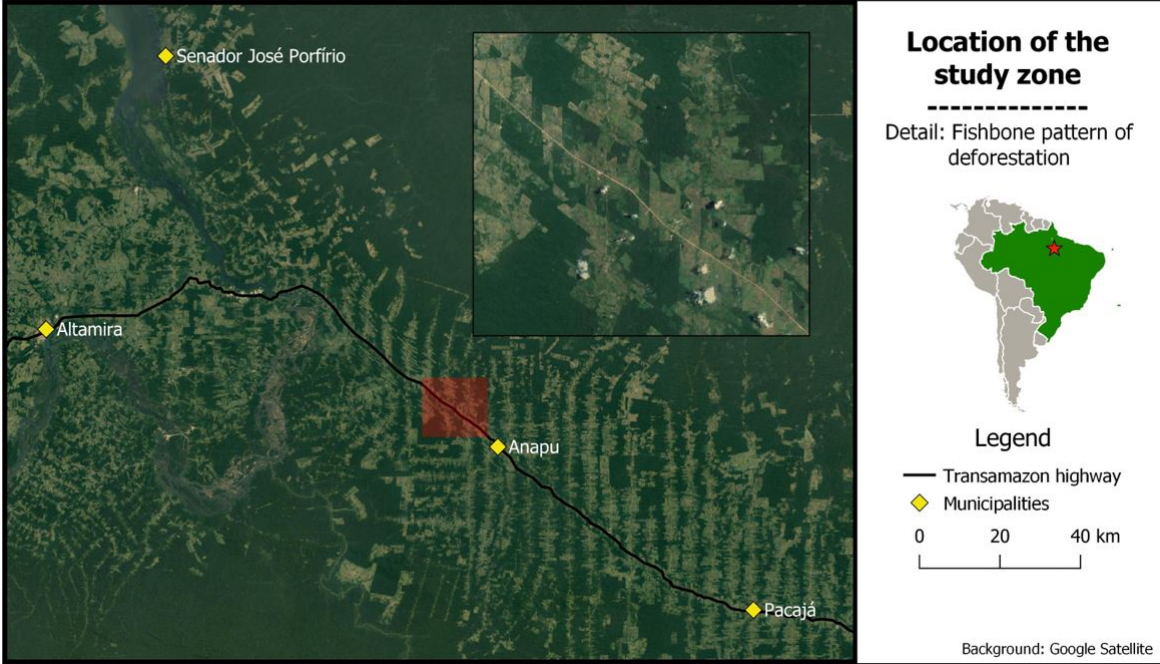 Senador José Porfírio
Altamira
Anapu
Pacajá
Location of the
study zone
--------------
Detail: Fishbone pattern of
deforestation
Legend
Transamazon highway
Municipalities
0 20 40 km
Background: Google Satellite